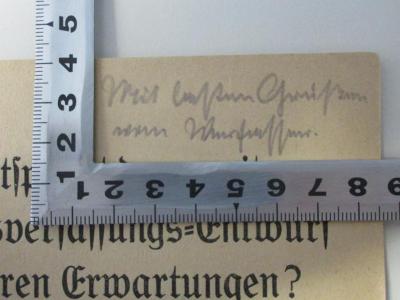 Mit besten Grüßen
vom Verfasser.
mit
Entwurf
ren Erwartungen?
5
4
3
2
1
1 2 3 4 5 6 7 8 9